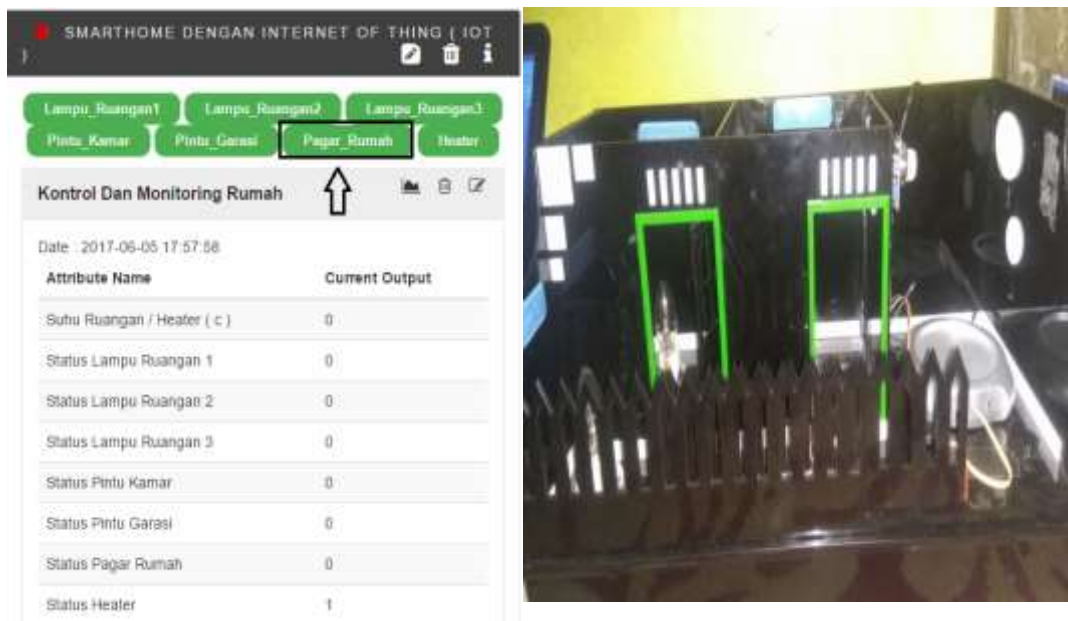 SMARTHOME DENGAN INTERNET OF THING ( IOT
)
Lampu_Ruangan1 Lampu_Ruangan2 Lampu_Ruangan3
Pintu_Kamar Pintu_Garasi Pagar_Rumah Heater
Kontrol Dan Monitoring Rumah
Date : 2017-06-05 17:57:58
Attribute Name Current Output
Suhu Ruangan / Heater ( c ) 0
Status Lampu Ruangan 1 0
Status Lampu Ruangan 2 0
Status Lampu Ruangan 3 0
Status Pintu Kamar 0
Status Pintu Garasi 0
Status Pagar Rumah 0
Status Heater 1